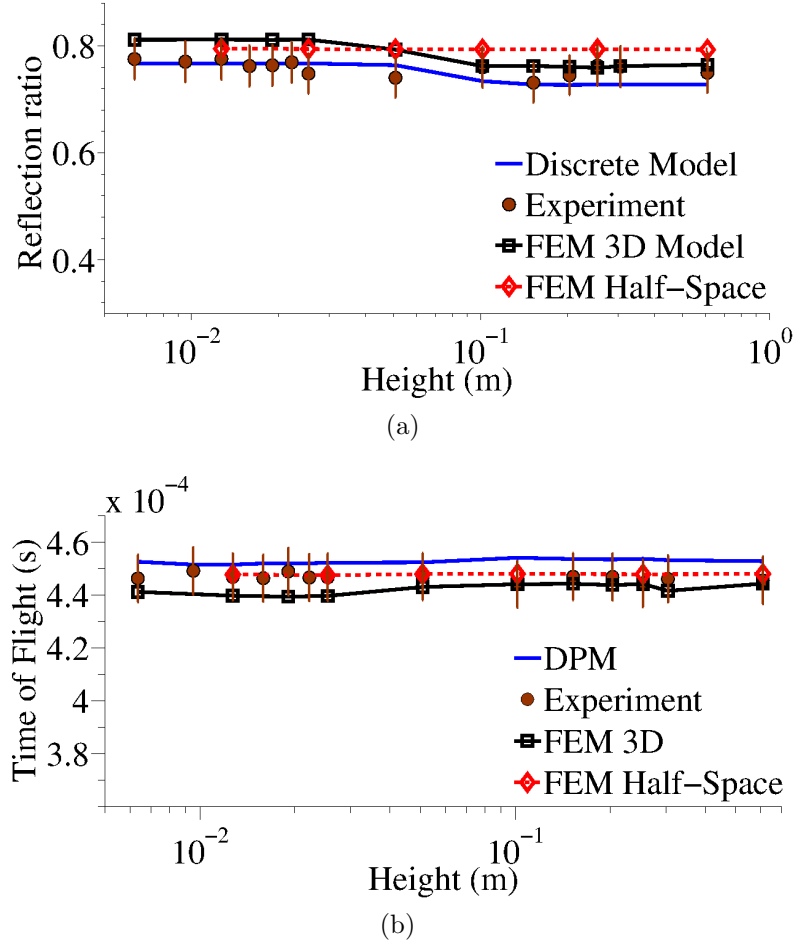 Reflection ratio
0.8
0.6
0.4
Discrete Model
Experiment
FEM 3D Model
FEM Half-Space
10⁻²
10⁻¹
10⁰
Height (m)
(a)
x 10⁻⁴
Time of Flight (s)
4.6
4.4
4.2
4
3.8
DPM
Experiment
FEM 3D
FEM Half-Space
10⁻²
10⁻¹
Height (m)
(b)